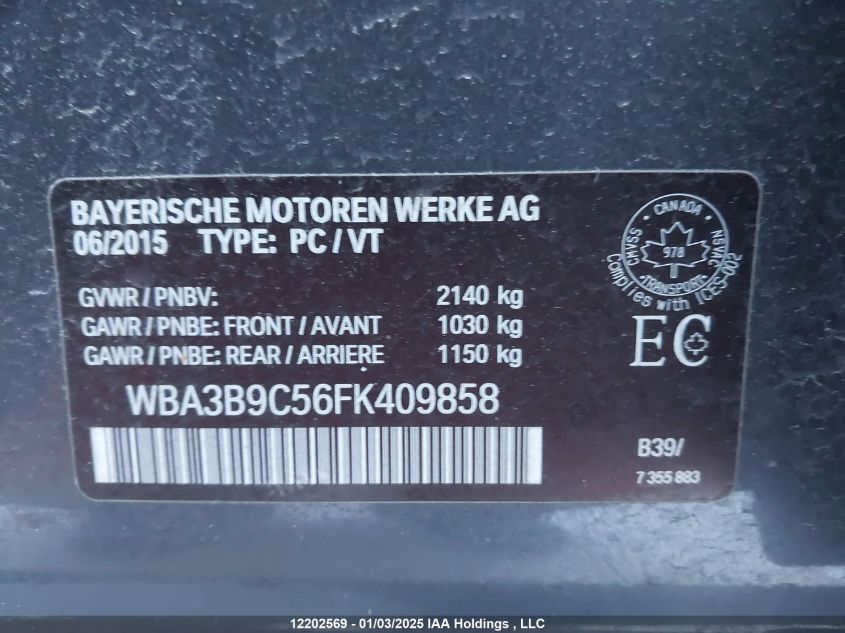 BAYERISCHE MOTOREN WERKE AG
06/2015 TYPE: PC / VT
GVWR / PNBV: 2140 kg
GAWR / PNBE: FRONT / AVANT 1030 kg
GAWR / PNBE: REAR / ARRIERE 1150 kg
WBA3B9C56FK409858
CANADA
CMVSS
NSVAC
978
TRANSPORT
Complies with ICES-002
EC
B39/
7 355 883
12202569 - 01/03/2025 IAA Holdings , LLC